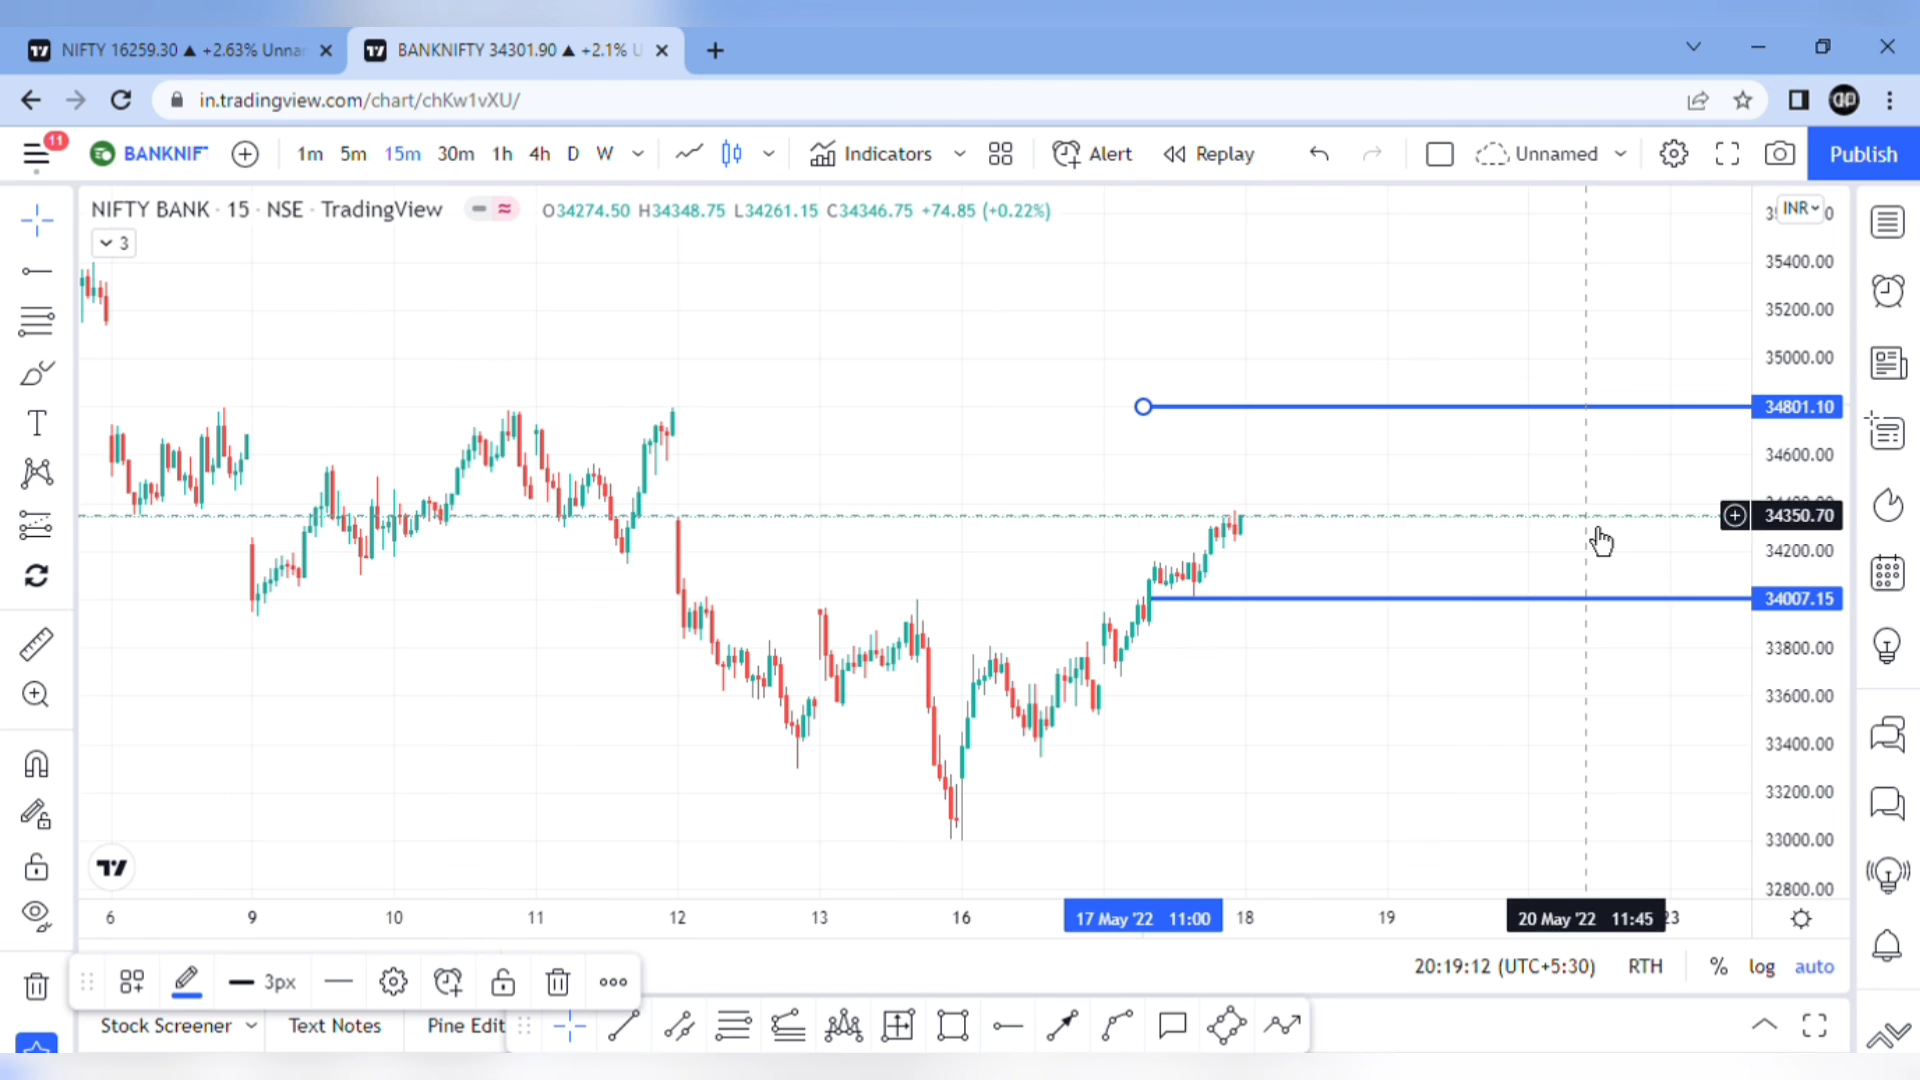 NIFTY 16259.30 ▲ +2.63% Unna
BANKNIFTY 34301.90 ▲ +2.1% U
in.tradingview.com/chart/chKw1vXU/
11
BANKNIF
1m 5m 15m 30m 1h 4h D W
Indicators
Alert
Replay
Unnamed
Publish
NIFTY BANK · 15 · NSE · TradingView
O34274.50 H34348.75 L34261.15 C34346.75 +74.85 (+0.22%)
INR
3
35400.00
35200.00
35000.00
34801.10
34600.00
34350.70
34200.00
34007.15
33800.00
33600.00
33400.00
33200.00
33000.00
32800.00
6 9 10 11 12 13 16 17 May '22 11:00 18 19 20 May '22 11:45 23
3px
20:19:12 (UTC+5:30) RTH % log auto
Stock Screener Text Notes Pine Edit